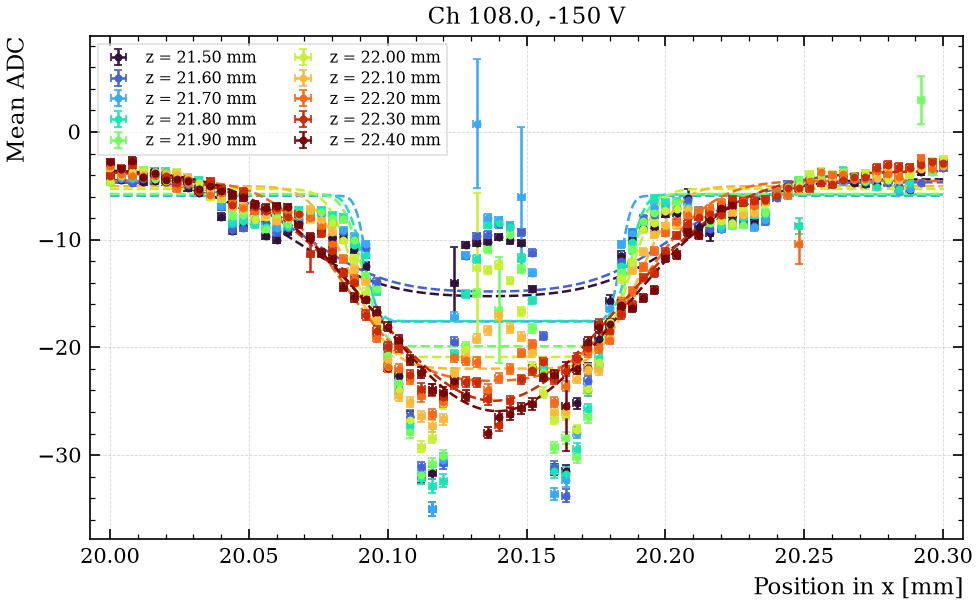 Ch 108.0, -150 V
Mean ADC
z = 21.50 mm
z = 21.60 mm
z = 21.70 mm
z = 21.80 mm
z = 21.90 mm
z = 22.00 mm
z = 22.10 mm
z = 22.20 mm
z = 22.30 mm
z = 22.40 mm
0
−10
−20
−30
20.00 20.05 20.10 20.15 20.20 20.25 20.30
Position in x [mm]